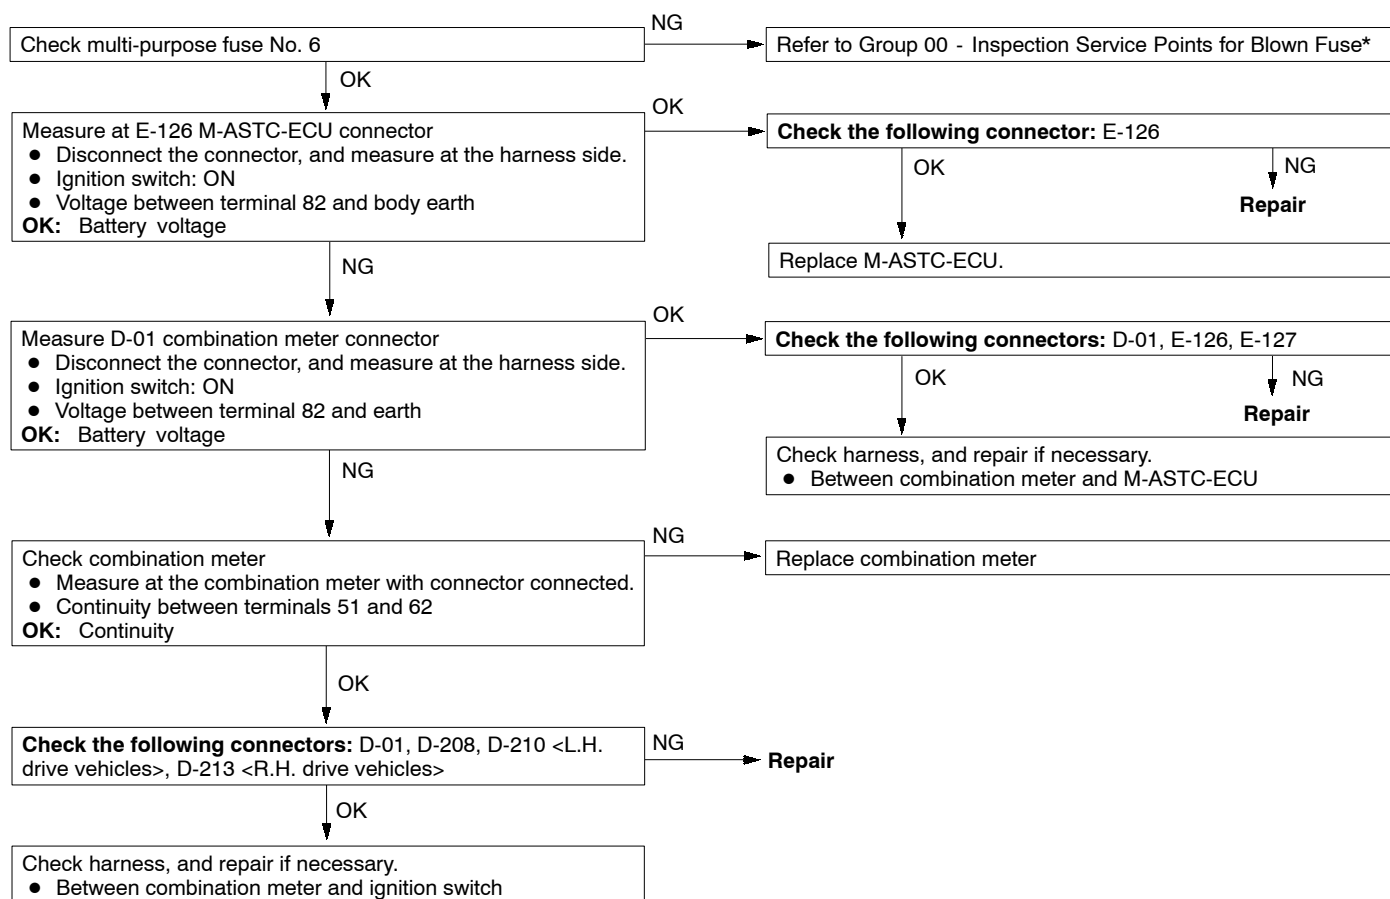 Check multi-purpose fuse No. 6
NG
Refer to Group 00 - Inspection Service Points for Blown Fuse*
OK
Measure at E-126 M-ASTC-ECU connector
● Disconnect the connector, and measure at the harness side.
● Ignition switch: ON
● Voltage between terminal 82 and body earth
OK: Battery voltage
OK
Check the following connector: E-126
OK
NG
Repair
Replace M-ASTC-ECU.
NG
Measure D-01 combination meter connector
● Disconnect the connector, and measure at the harness side.
● Ignition switch: ON
● Voltage between terminal 82 and earth
OK: Battery voltage
OK
Check the following connectors: D-01, E-126, E-127
OK
NG
Repair
Check harness, and repair if necessary.
● Between combination meter and M-ASTC-ECU
NG
Check combination meter
● Measure at the combination meter with connector connected.
● Continuity between terminals 51 and 62
OK: Continuity
NG
Replace combination meter
OK
Check the following connectors: D-01, D-208, D-210 <L.H.
drive vehicles>, D-213 <R.H. drive vehicles>
NG
Repair
OK
Check harness, and repair if necessary.
● Between combination meter and ignition switch